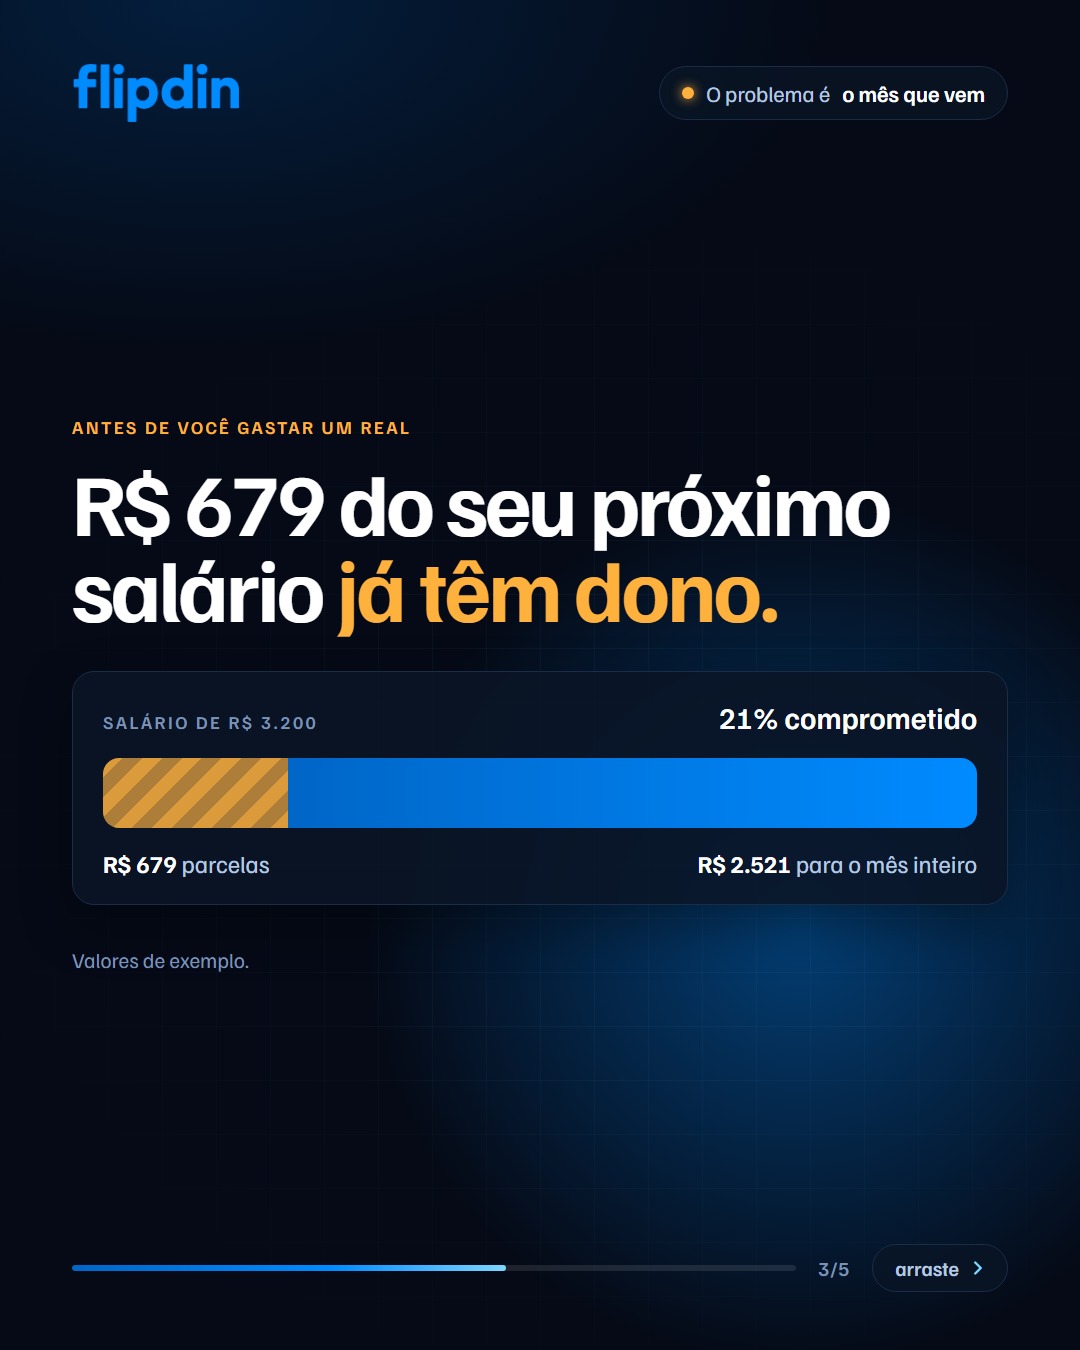 flipdin
O problema é o mês que vem
ANTES DE VOCÊ GASTAR UM REAL
R$ 679 do seu próximo
salário já têm dono.
SALÁRIO DE R$ 3.200
21% comprometido
R$ 679 parcelas
R$ 2.521 para o mês inteiro
Valores de exemplo.
3/5
arraste